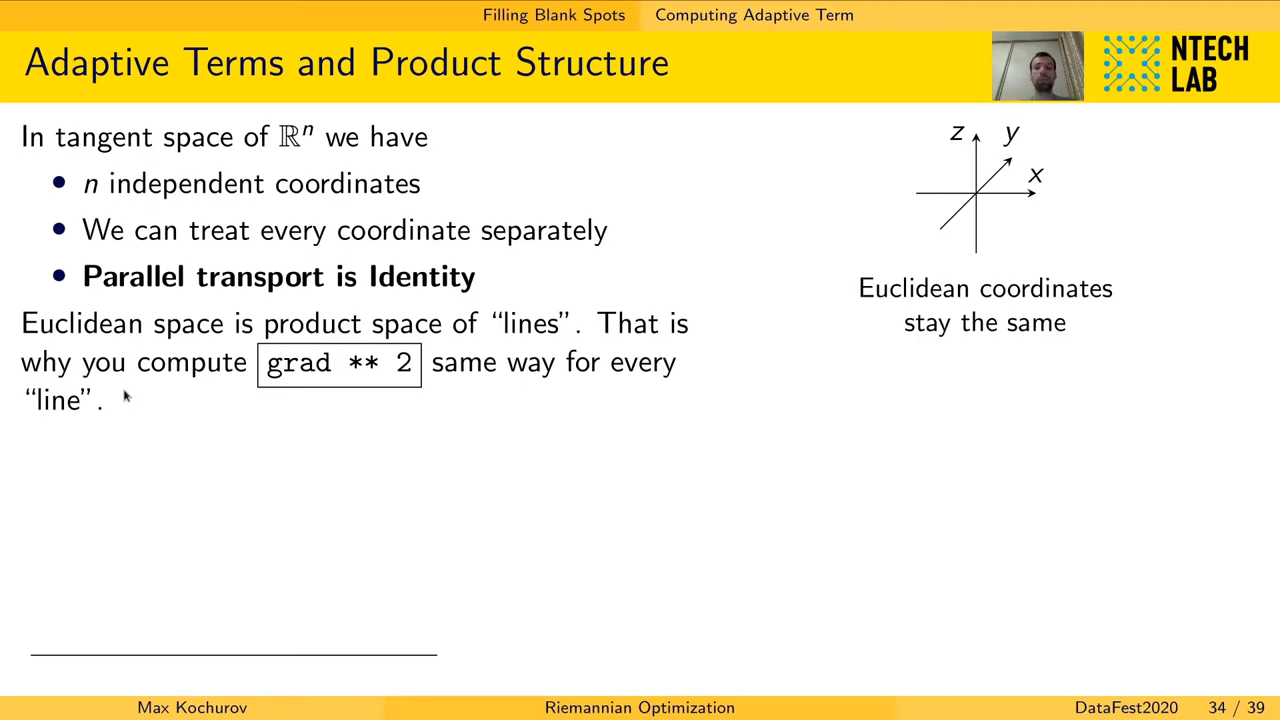 Filling Blank Spots Computing Adaptive Term
Adaptive Terms and Product Structure
NTECH
LAB
In tangent space of ℝⁿ we have
• n independent coordinates
• We can treat every coordinate separately
• Parallel transport is Identity
Euclidean space is product space of “lines”. That is
why you compute grad ** 2 same way for every
“line”.
z y
x
Euclidean coordinates
stay the same
Max Kochurov Riemannian Optimization DataFest2020 34 / 39